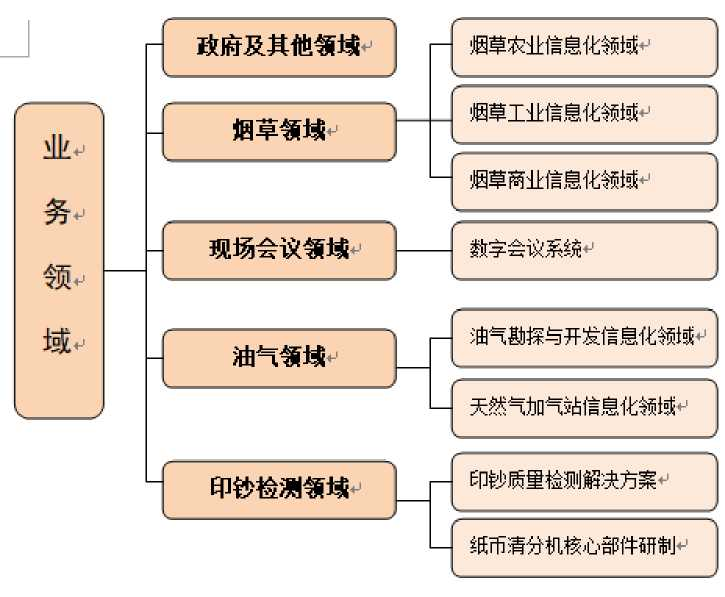 业
务
领
域
政府及其他领域
烟草领域
烟草农业信息化领域
烟草工业信息化领域
烟草商业信息化领域
现场会议领域
数字会议系统
油气领域
油气勘探与开发信息化领域
天然气加气站信息化领域
印钞检测领域
印钞质量检测解决方案
纸币清分机核心部件研制